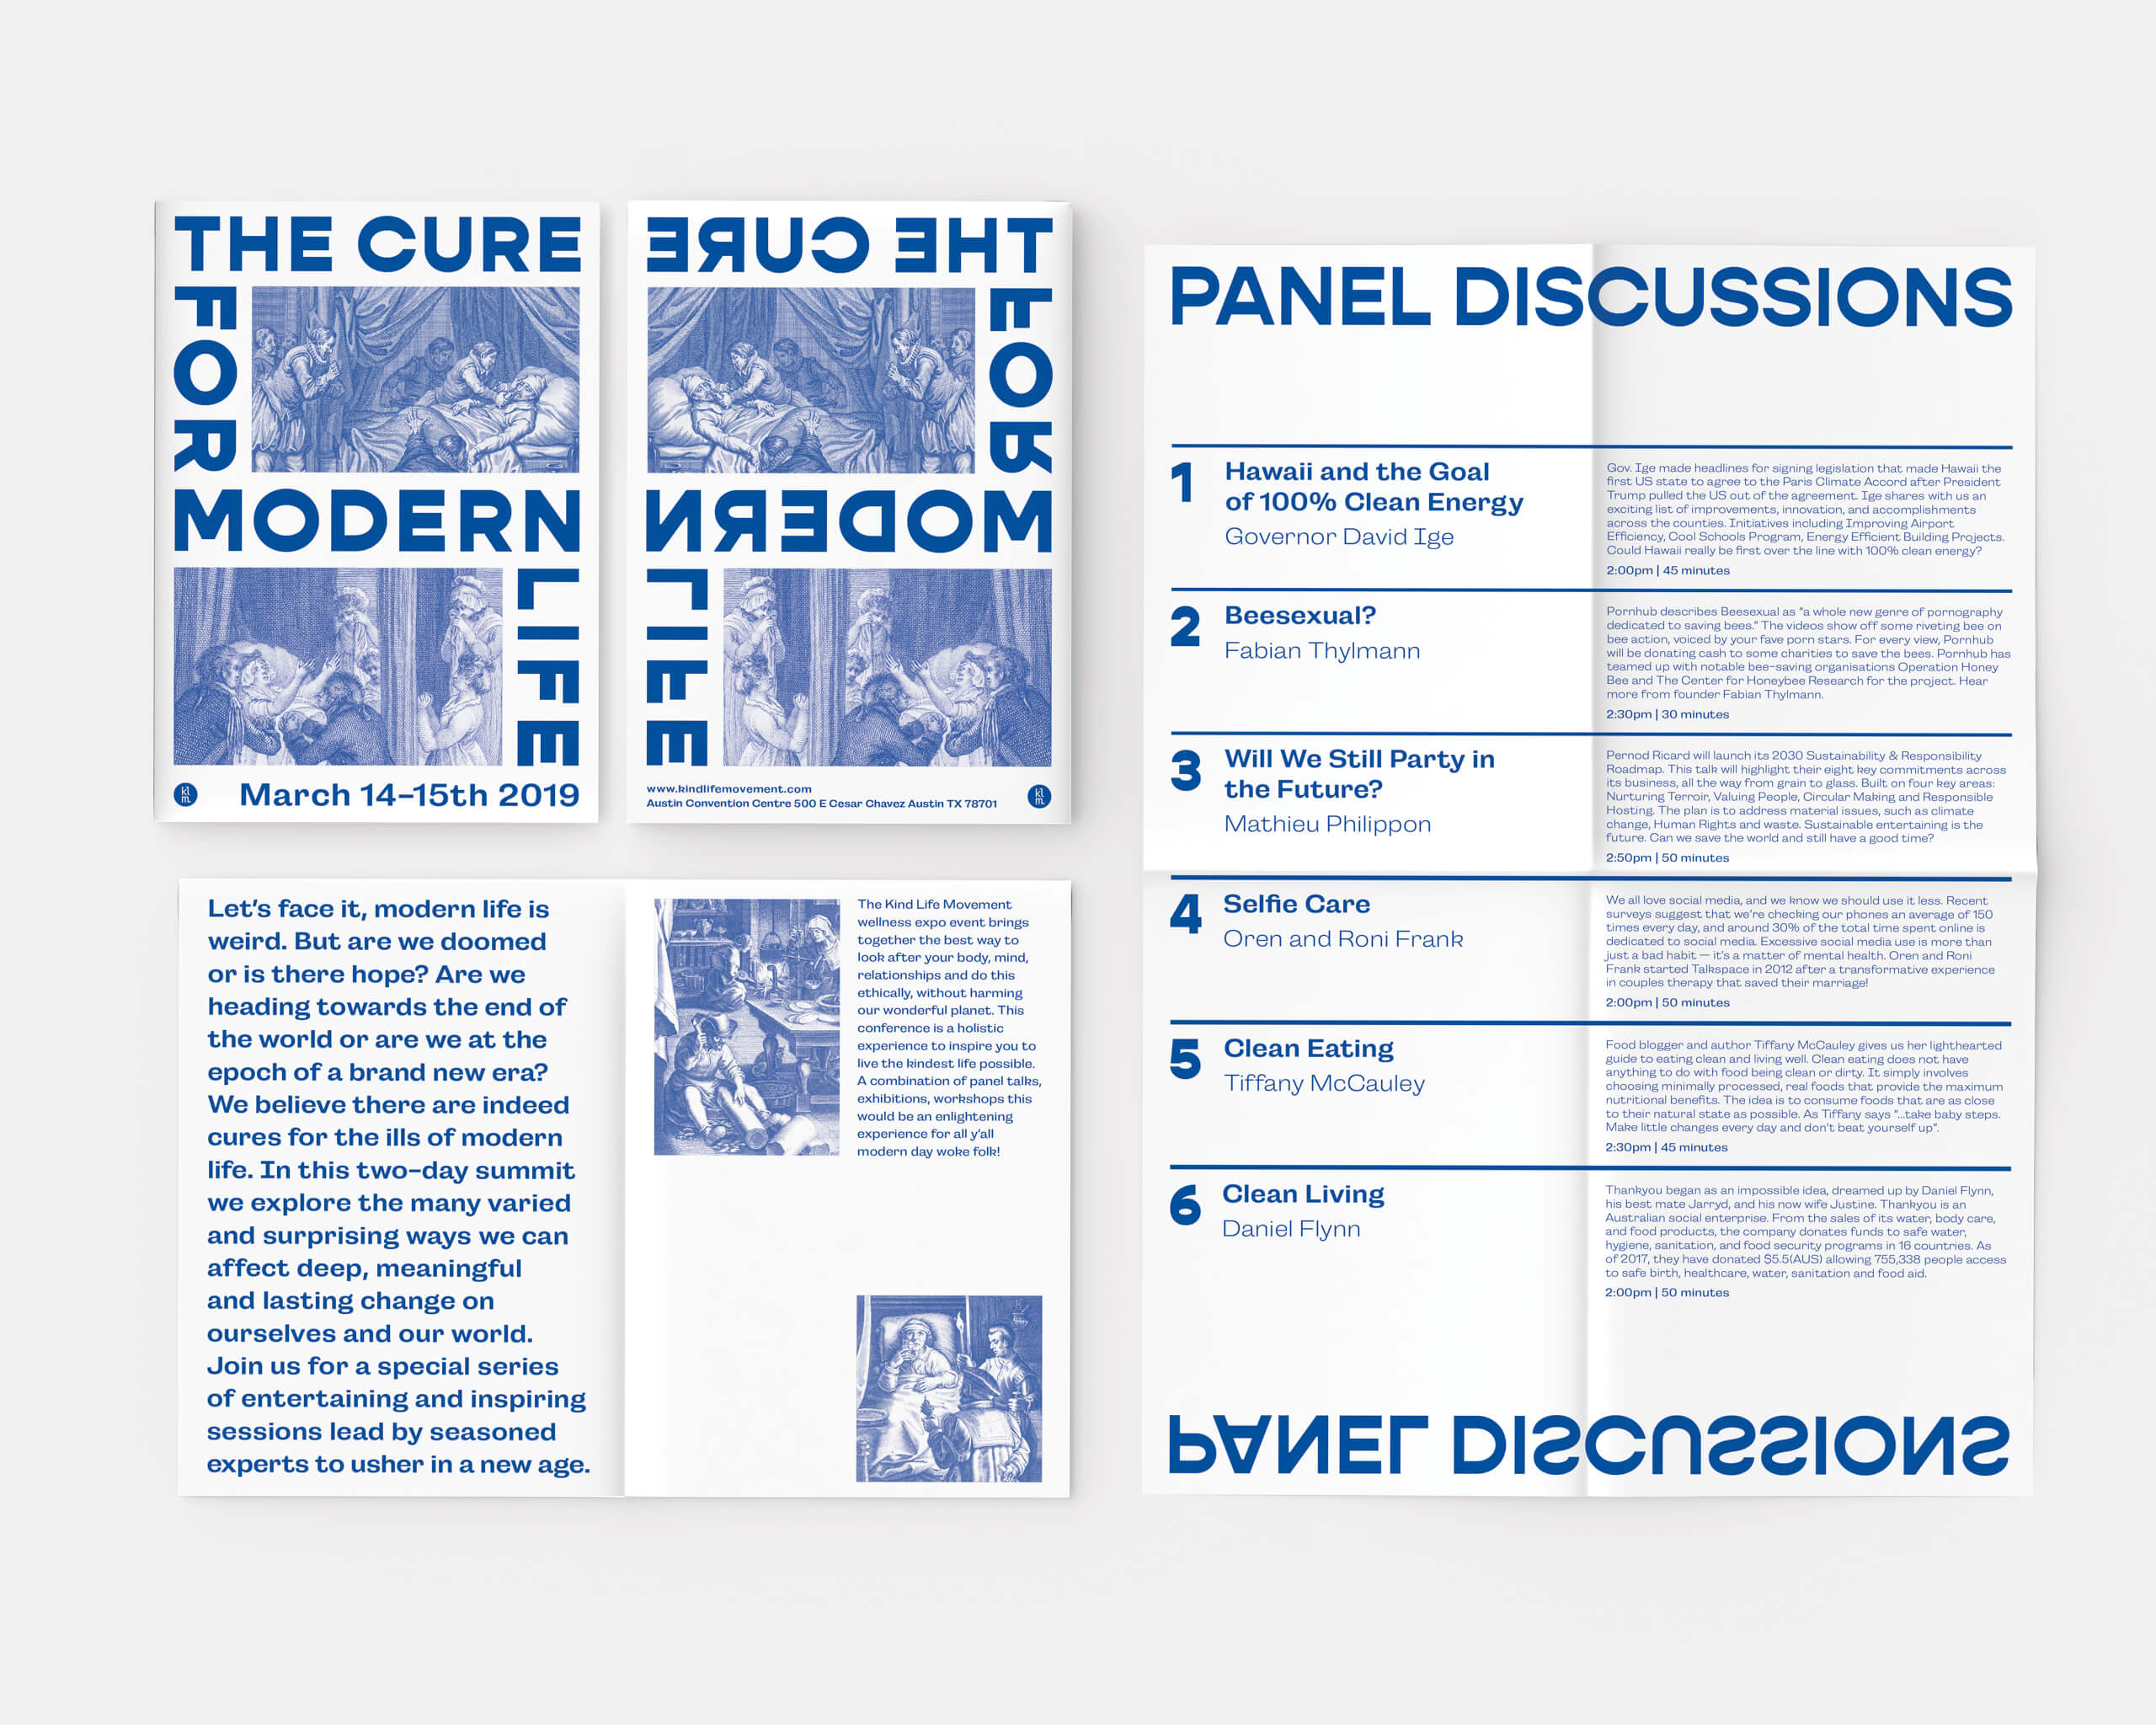 THE CURE
FOR
MODERN
LIFE
kl
m.
March 14–15th 2019
THE CURE
FOR
MODERN
LIFE
www.kindlifemovement.com
Austin Convention Centre 500 E Cesar Chavez Austin TX 78701
kl
m.
Let's face it, modern life is
weird. But are we doomed
or is there hope? Are we
heading towards the end of
the world or are we at the
epoch of a brand new era?
We believe there are indeed
cures for the ills of modern
life. In this two-day summit
we explore the many varied
and surprising ways we can
affect deep, meaningful
and lasting change on
ourselves and our world.
Join us for a special series
of entertaining and inspiring
sessions lead by seasoned
experts to usher in a new age.
The Kind Life Movement
wellness expo event brings
together the best way to
look after your body, mind,
relationships and do this
ethically, without harming
our wonderful planet. This
conference is a holistic
experience to inspire you to
live the kindest life possible.
A combination of panel talks,
exhibitions, workshops this
would be an enlightening
experience for all y'all
modern day woke folk!
PANEL DISCUSSIONS
1 Hawaii and the Goal
of 100% Clean Energy
Governor David Ige
Gov. Ige made headlines for signing legislation that made Hawaii the
first US state to agree to the Paris Climate Accord after President
Trump pulled the US out of the agreement. Ige shares with us an
exciting list of improvements, innovation, and accomplishments
across the counties. Initiatives including Improving Airport
Efficiency, Cool Schools Program, Energy Efficient Building Projects.
Could Hawaii really be first over the line with 100% clean energy?
2:00pm | 45 minutes
2 Beesexual?
Fabian Thylmann
Pornhub describes Beesexual as "a whole new genre of pornography
dedicated to saving bees." The videos show off some riveting bee on
bee action, voiced by your fave porn stars. For every view, Pornhub
will be donating cash to some charities to save the bees. Pornhub has
teamed up with notable bee-saving organisations Operation Honey
Bee and The Center for Honeybee Research for the project. Hear
more from founder Fabian Thylmann.
2:30pm | 30 minutes
3 Will We Still Party in
the Future?
Mathieu Philippon
Pernod Ricard will launch its 2030 Sustainability & Responsibility
Roadmap. This talk will highlight their eight key commitments across
its business, all the way from grain to glass. Built on four key areas:
Nurturing Terroir, Valuing People, Circular Making and Responsible
Hosting. The plan is to address material issues, such as climate
change, Human Rights and waste. Sustainable entertaining is the
future. Can we save the world and still have a good time?
2:50pm | 50 minutes
4 Selfie Care
Oren and Roni Frank
We all love social media, and we know we should use it less. Recent
surveys suggest that we're checking our phones an average of 150
times every day, and around 30% of the total time spent online is
dedicated to social media. Excessive social media use is more than
just a bad habit — it's a matter of mental health. Oren and Roni
Frank started Talkspace in 2012 after a transformative experience
in couples therapy that saved their marriage!
2:00pm | 50 minutes
5 Clean Eating
Tiffany McCauley
Food blogger and author Tiffany McCauley gives us her lighthearted
guide to eating clean and living well. Clean eating does not have
anything to do with food being clean or dirty. It simply involves
choosing minimally processed, real foods that provide the maximum
nutritional benefits. The idea is to consume foods that are as close
to their natural state as possible. As Tiffany says "...take baby steps.
Make little changes every day and don't beat yourself up".
2:30pm | 45 minutes
6 Clean Living
Daniel Flynn
Thankyou began as an impossible idea, dreamed up by Daniel Flynn,
his best mate Jarryd, and his now wife Justine. Thankyou is an
Australian social enterprise. From the sales of its water, body care,
and food products, the company donates funds to safe water,
hygiene, sanitation, and food security programs in 16 countries. As
of 2017, they have donated $5.5(AUS) allowing 755,338 people access
to safe birth, healthcare, water, sanitation and food aid.
2:00pm | 50 minutes
PANEL DISCUSSIONS